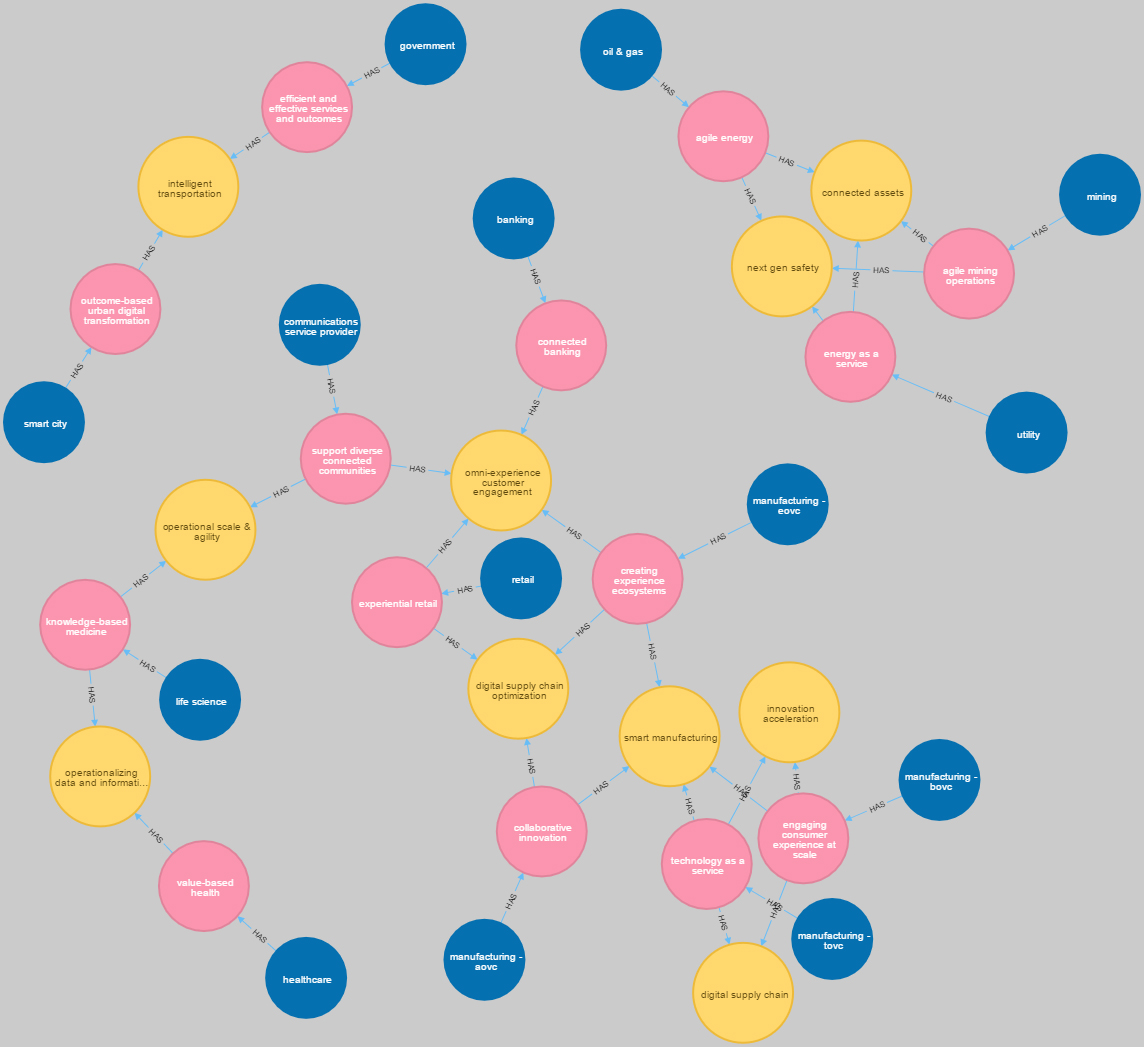 government
HAS
efficient and
effective services
and outcomes
HAS
intelligent
transportation
HAS
outcome-based
urban digital
transformation
HAS
smart city
oil & gas
HAS
agile energy
HAS
HAS
connected assets
mining
HAS
HAS
agile mining
operations
HAS
next gen safety
HAS
energy as a
service
HAS
utility
banking
HAS
connected
banking
HAS
communications
service provider
HAS
support diverse
connected
communities
HAS
omni-experience
customer
engagement
HAS
operational scale &
agility
HAS
knowledge-based
medicine
HAS
life science
HAS
operationalizing
data and informati...
HAS
value-based
health
HAS
healthcare
HAS
experiential retail
HAS
retail
HAS
HAS
creating
experience
ecosystems
HAS
manufacturing -
eovc
HAS
HAS
digital supply chain
optimization
smart manufacturing
innovation
acceleration
HAS
collaborative
innovation
HAS
HAS
manufacturing -
aovc
HAS
technology as a
service
HAS
HAS
HAS
engaging
consumer
experience at
scale
HAS
manufacturing -
bovc
HAS
HAS
HAS
manufacturing -
tovc
digital supply chain